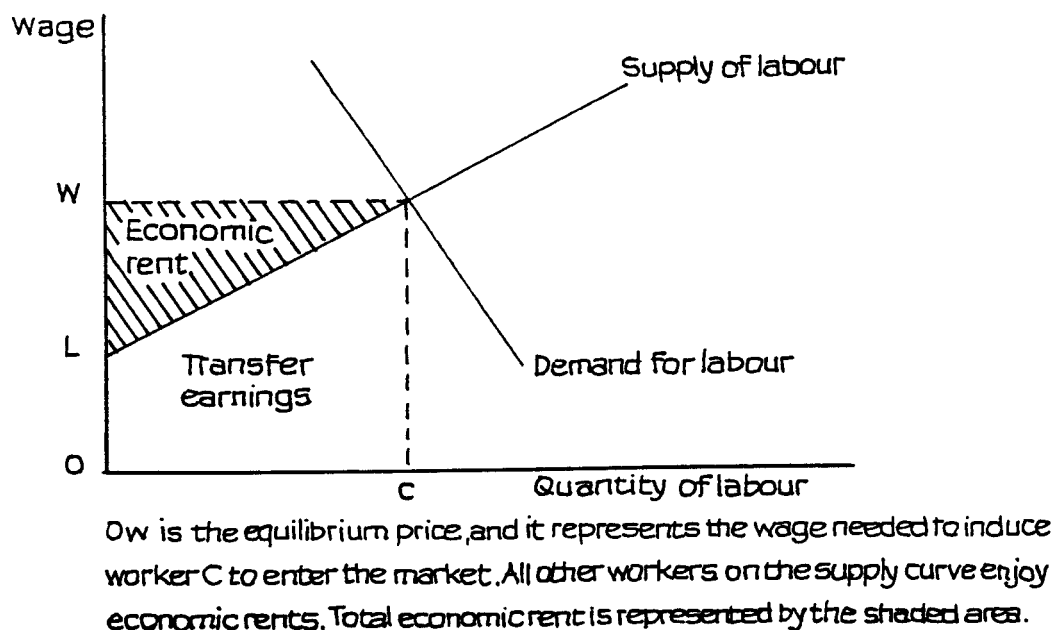 Wage
Supply of labour
W
Economic
rent
L
Transfer
earnings
Demand for labour
O
C
Quantity of labour
OW is the equilibrium price, and it represents the wage needed to induce
worker C to enter the market. All other workers on the supply curve enjoy
economic rents. Total economic rent is represented by the shaded area.